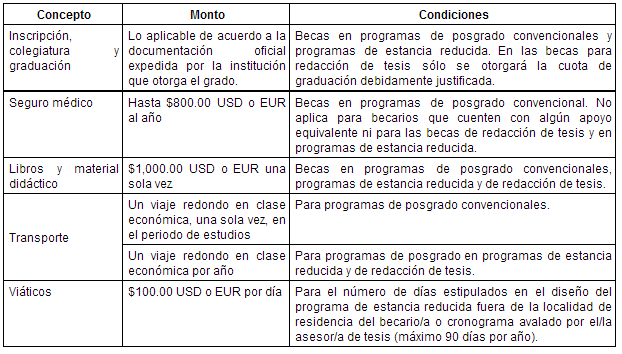 Concepto Monto Condiciones
Inscripción, colegiatura y graduación
Lo aplicable de acuerdo a la documentación oficial expedida por la institución que otorga el grado.
Becas en programas de posgrado convencionales y programas de estancia reducida. En las becas para redacción de tesis sólo se otorgará la cuota de graduación debidamente justificada.
Seguro médico
Hasta $800.00 USD o EUR al año
Becas en programas de posgrado convencional. No aplica para becarios que cuenten con algún apoyo equivalente ni para las becas de redacción de tesis y en programas de estancia reducida.
Libros y material didáctico
$1,000.00 USD o EUR una sola vez
Becas en programas de posgrado convencionales, programas de estancia reducida y de redacción de tesis.
Transporte
Un viaje redondo en clase económica, una sola vez, en el periodo de estudios
Para programas de posgrado convencionales.
Un viaje redondo en clase económica por año
Para programas de posgrado en programas de estancia reducida y de redacción de tesis.
Viáticos
$100.00 USD o EUR por día
Para el número de días estipulados en el diseño del programa de estancia reducida fuera de la localidad de residencia del becario/a o cronograma avalado por el/la asesor/a de tesis (máximo 90 días por año).